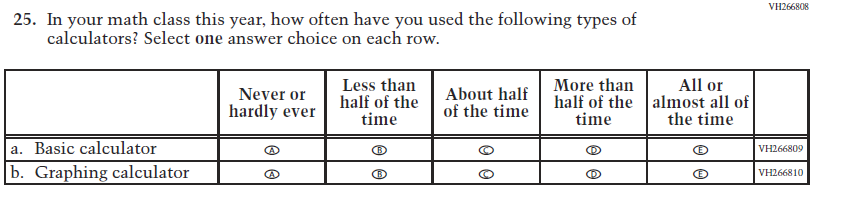 VH266808
25. In your math class this year, how often have you used the following types of
calculators? Select one answer choice on each row.
Never or hardly ever
Less than half of the time
About half of the time
More than half of the time
All or almost all of the time
a. Basic calculator A B C D E VH266809
b. Graphing calculator A B C D E VH266810